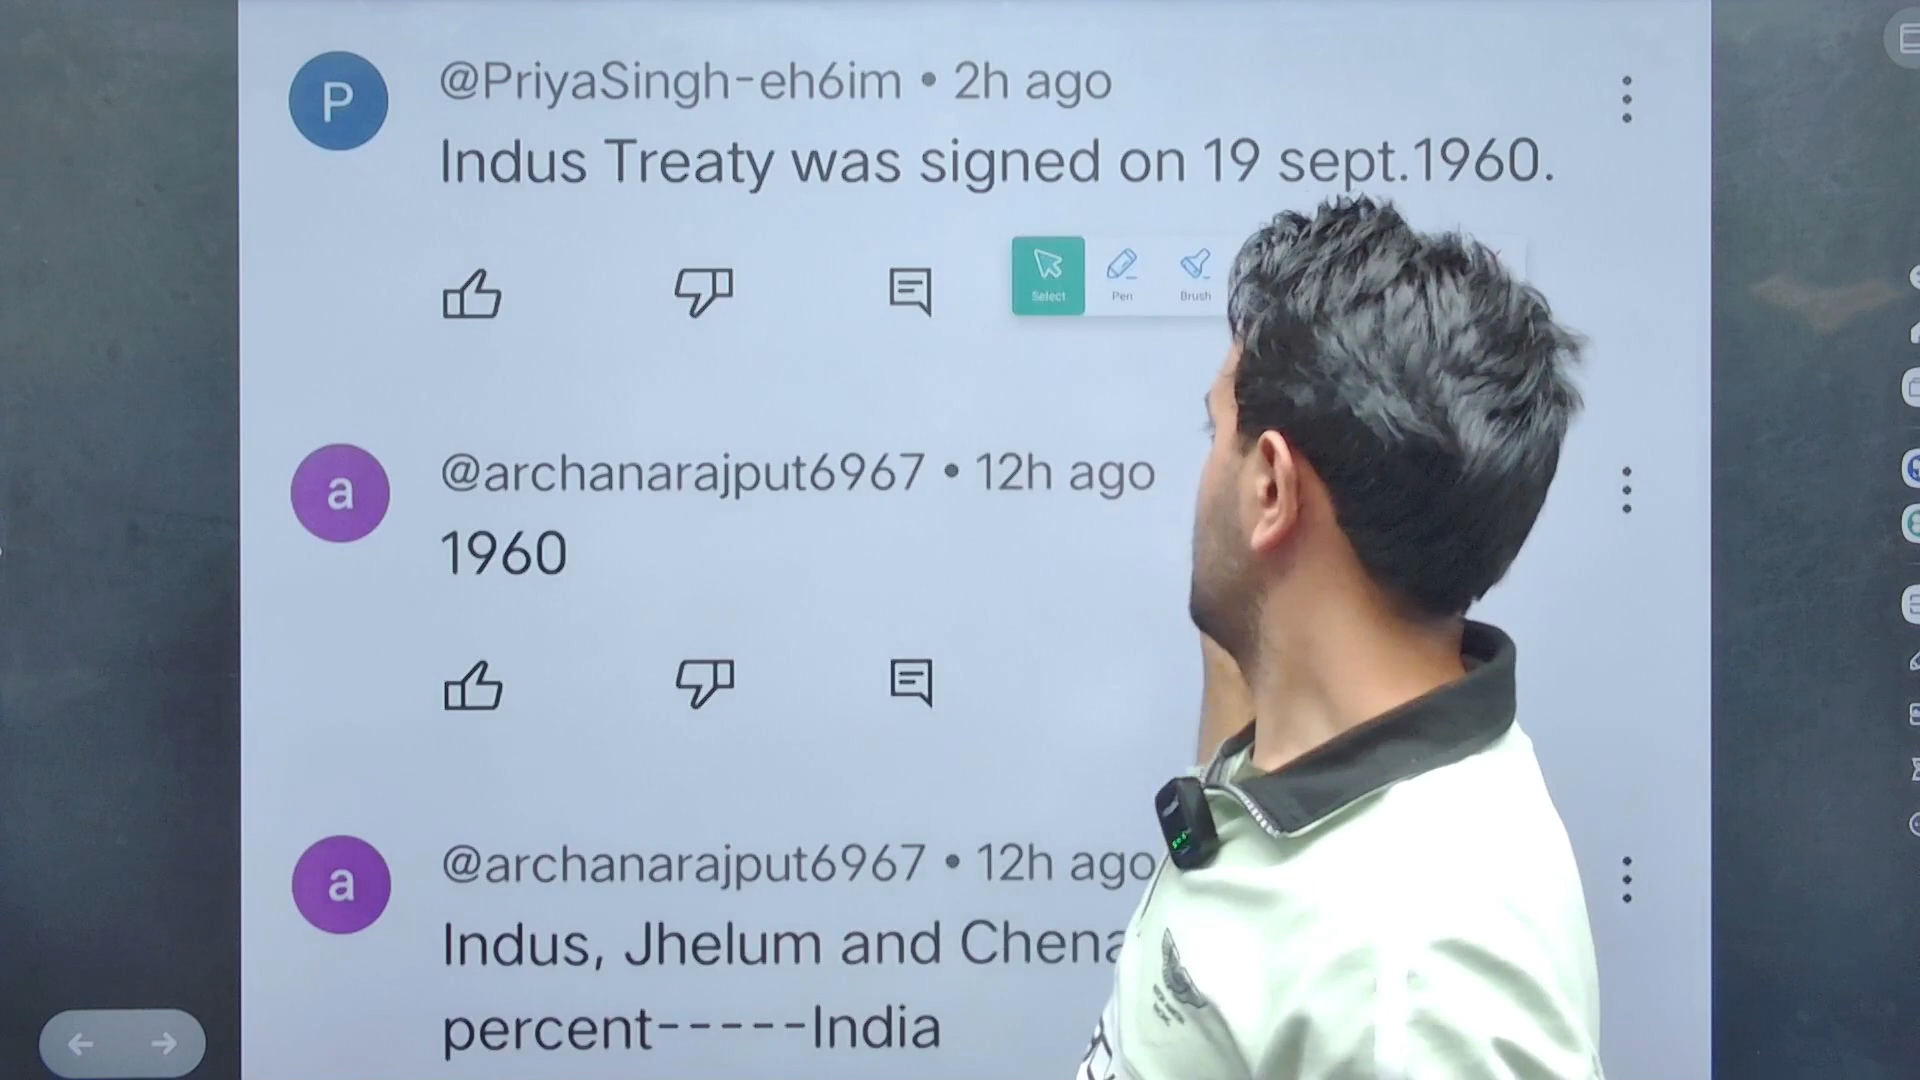 P
@PriyaSingh-eh6im • 2h ago
Indus Treaty was signed on 19 sept.1960.
Select
Pen
Brush
a
@archanarajput6967 • 12h ago
1960
a
@archanarajput6967 • 12h ago
Indus, Jhelum and
percent-----India